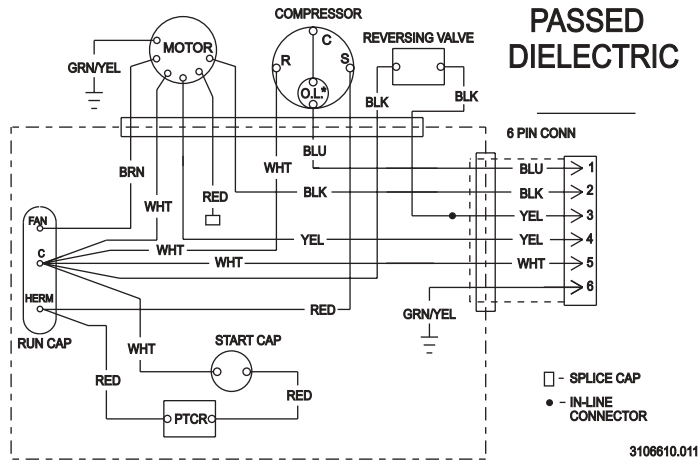 COMPRESSOR
PASSED
DIELECTRIC
MOTOR
C
REVERSING VALVE
GRN/YEL
R
S
O.L.*
BLK
BLK
6 PIN CONN
BLU
BRN
WHT
BLU
1
RED
BLK
BLK
2
WHT
FAN
YEL
3
YEL
YEL
4
WHT
C
WHT
WHT
5
6
HERM
RED
GRN/YEL
RUN CAP
WHT
START CAP
RED
RED
PTCR
- SPLICE CAP
- IN-LINE
CONNECTOR
3106610.011